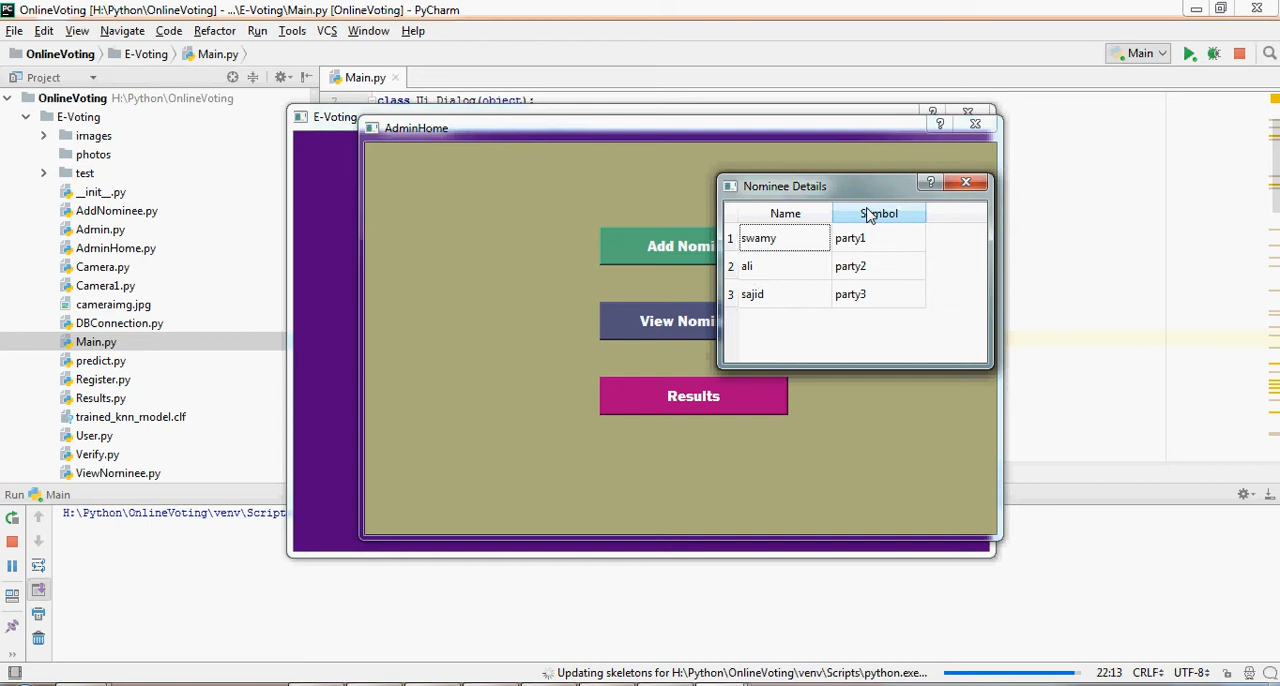 PC OnlineVoting [H:\Python\OnlineVoting] - ...\E-Voting\Main.py [OnlineVoting] - PyCharm
File Edit View Navigate Code Refactor Run Tools VCS Window Help
OnlineVoting E-Voting Main.py Main
Project Main.py
OnlineVoting H:\Python\OnlineVoting
E-Voting
images
photos
test
__init__.py
AddNominee.py
Admin.py
AdminHome.py
Camera.py
Camera1.py
cameraimg.jpg
DBConnection.py
Main.py
predict.py
Register.py
Results.py
trained_knn_model.clf
User.py
Verify.py
ViewNorminee.py
7 class Ui_Dialog(object):
E-Voting
AdminHome
Add Nomi
View Nomi
Results
Nominee Details
Name Symbol
1 swamy party1
2 ali party2
3 sajid party3
Run Main
H:\Python\OnlineVoting\venv\Scripts
Updating skeletons for H:\Python\OnlineVoting\venv\Scripts\python.exe... 22:13 CRLF UTF-8